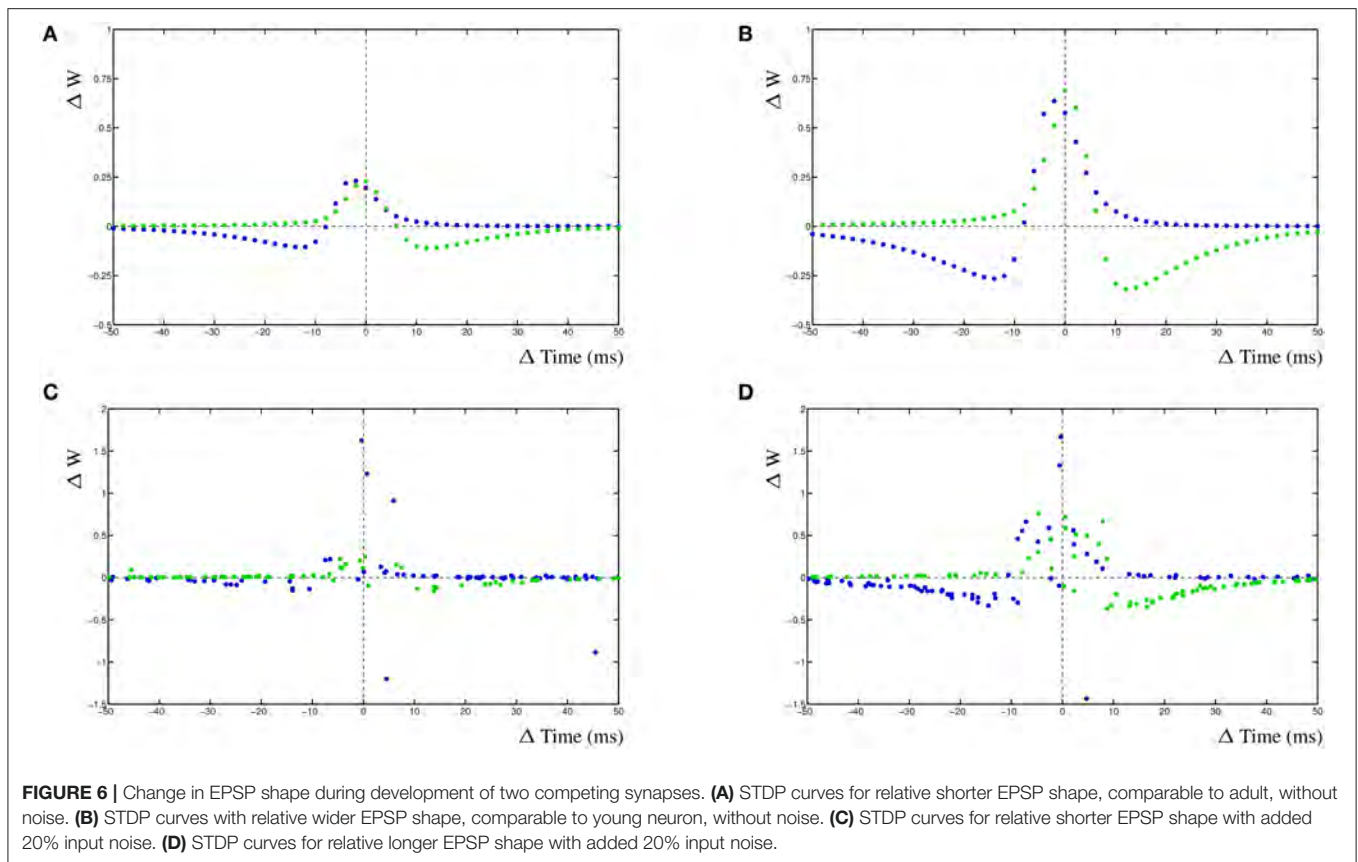 A
1
0.75
0.5
0.25
0
-0.25
-0.5
Δ W
-50 -40 -30 -20 -10 0 10 20 30 40 50
Δ Time (ms)
B
1
0.75
0.5
0.25
0
-0.25
-0.5
Δ W
-50 -40 -30 -20 -10 0 10 20 30 40 50
Δ Time (ms)
C
2
1.5
1
0.5
0
-0.5
-1
-1.5
Δ W
-50 -40 -30 -20 -10 0 10 20 30 40 50
Δ Time (ms)
D
2
1.5
1
0.5
0
-0.5
-1
-1.5
Δ W
-50 -40 -30 -20 -10 0 10 20 30 40 50
Δ Time (ms)
FIGURE 6 | Change in EPSP shape during development of two competing synapses. (A) STDP curves for relative shorter EPSP shape, comparable to adult, without
noise. (B) STDP curves with relative wider EPSP shape, comparable to young neuron, without noise. (C) STDP curves for relative shorter EPSP shape with added
20% input noise. (D) STDP curves for relative longer EPSP shape with added 20% input noise.